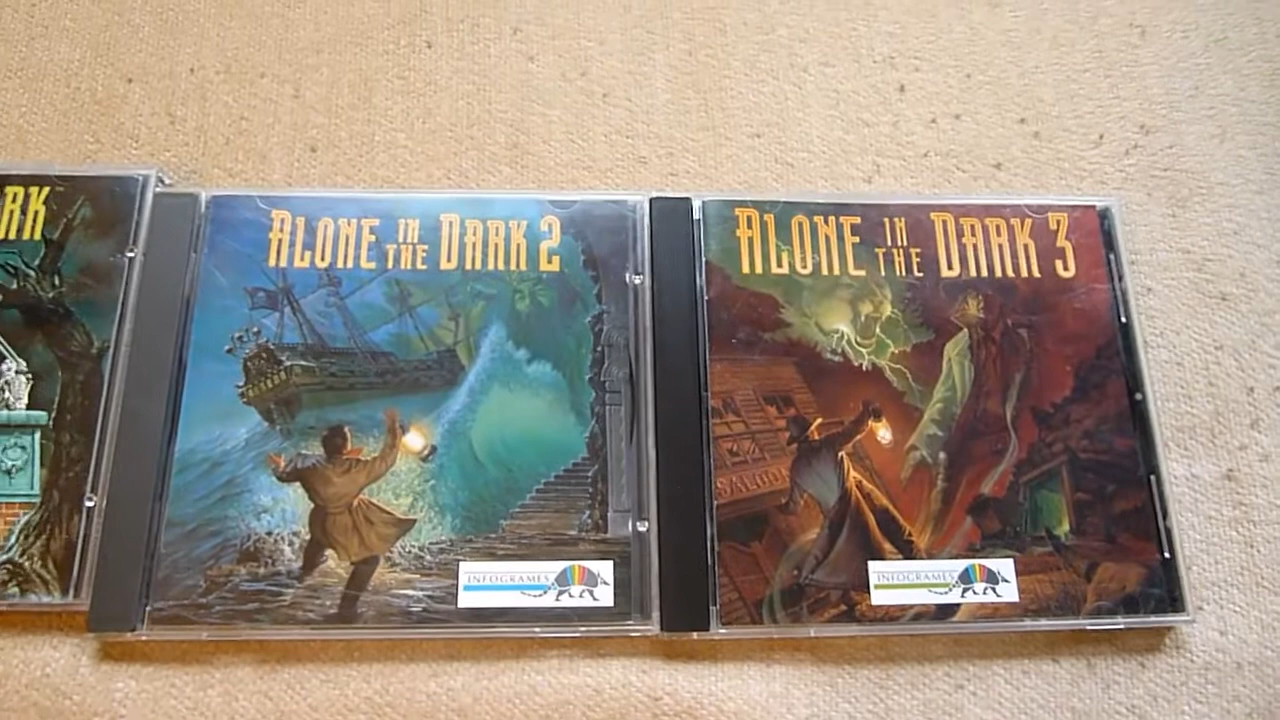 RK
ALONE IN THE DARK 2
INFOGRAMES
ALONE IN THE DARK 3
SALOON
INFOGRAMES